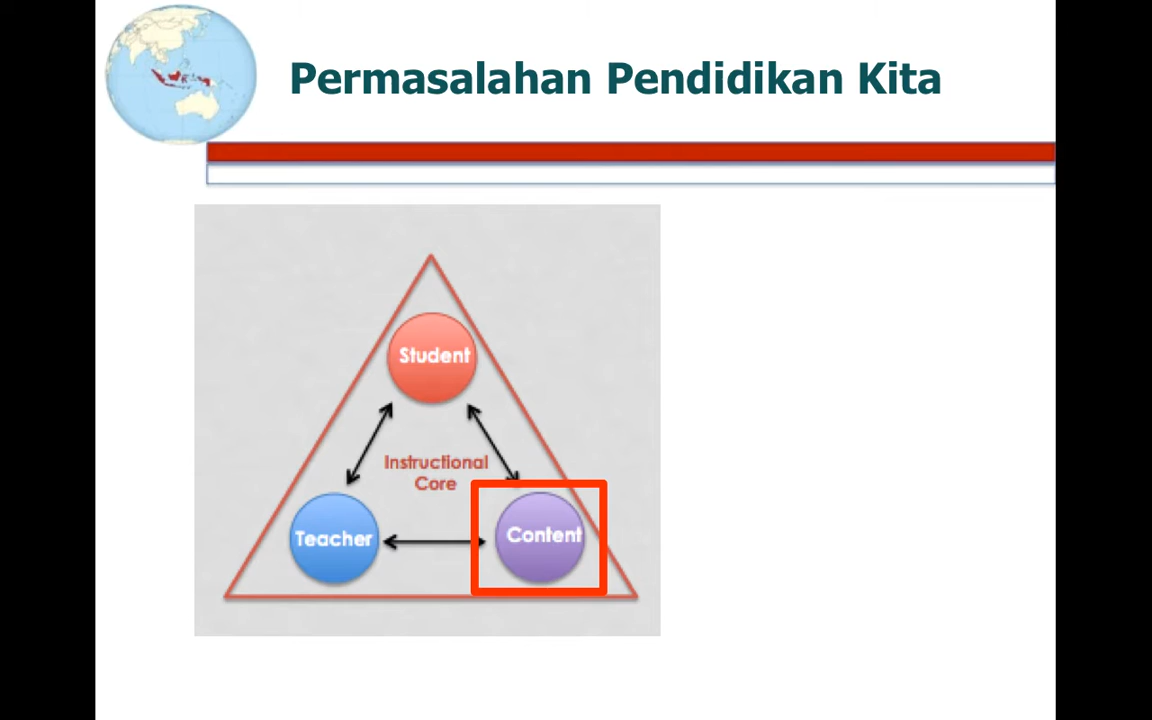 Permasalahan Pendidikan Kita
Student
Instructional
Core
Teacher
Content